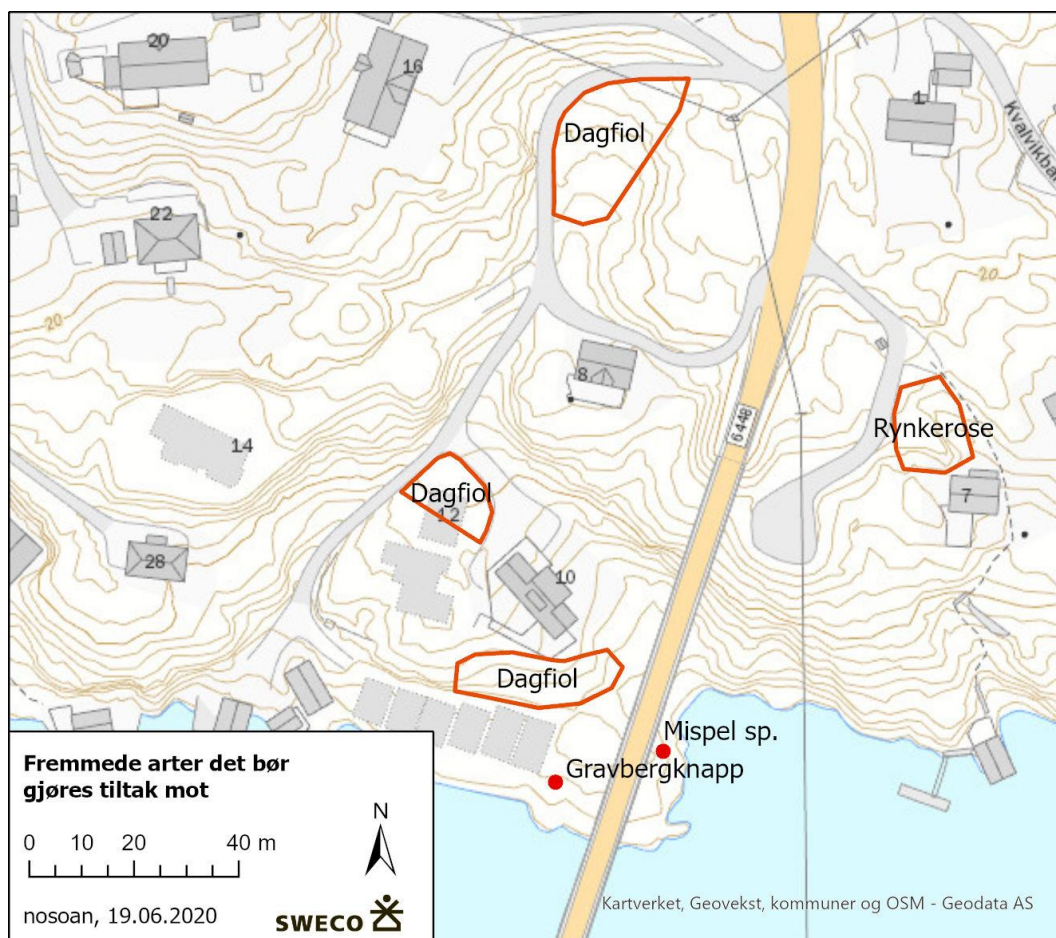 20
16
Dagfiol
1
Kvalvikba
22
20
20
8
6448
14
Rynkerose
Dagfiol
12
7
28
10
Dagfiol
Mispel sp.
Gravbergknapp
Fremmede arter det bør
gjøres tiltak mot
N
0 10 20 40 m
nosoan, 19.06.2020
SWECO
Kartverket, Geovekst, kommuner og OSM - Geodata AS